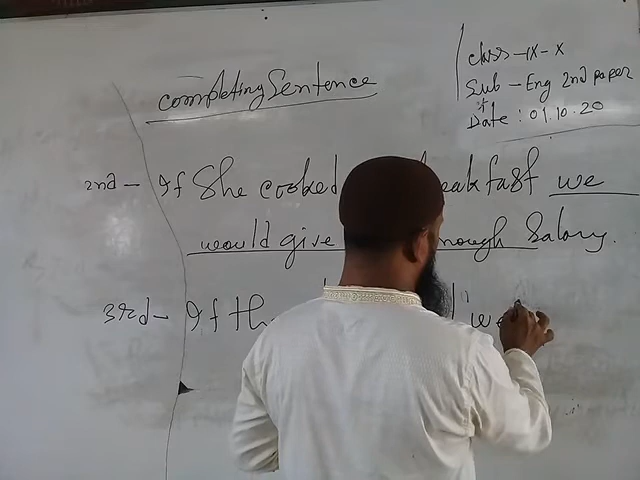 Completing Sentence
Class - IX - X
Sub - Eng 2nd paper
Date : 01.10.20
2nd - If She cooked eakfast we
would give nough Salary.
3rd - If th